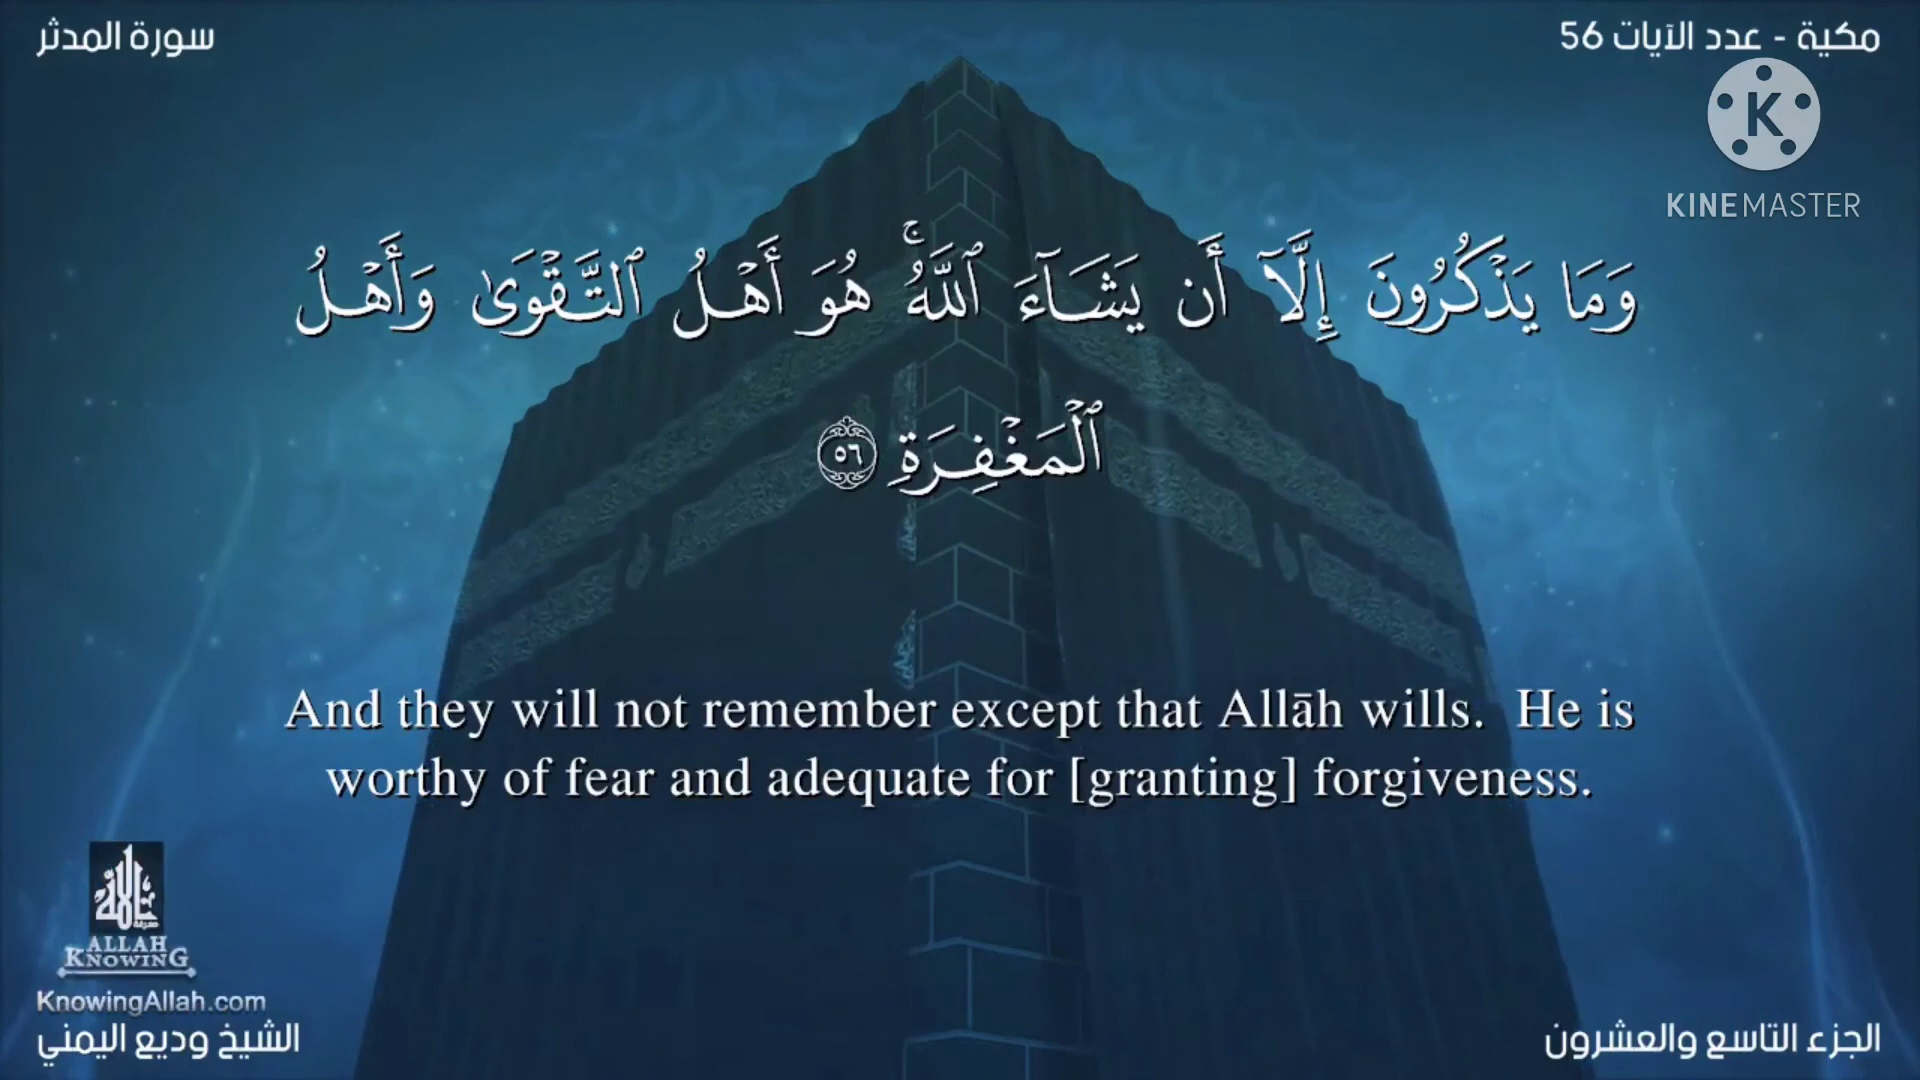 سورة المدثر
مكية - عدد الآيات 56
K
KINEMASTER
وَمَا يَذْكُرُونَ إِلَّآ أَن يَشَآءَ ٱللَّهُۚ هُوَ أَهْلُ ٱلتَّقْوَىٰ وَأَهْلُ
ٱلْمَغْفِرَةِ ٥٦
And they will not remember except that Allāh wills. He is
worthy of fear and adequate for [granting] forgiveness.
ALLAH
KNOWING
KnowingAllah.com
الشيخ وديع اليمني
الجزء التاسع والعشرون